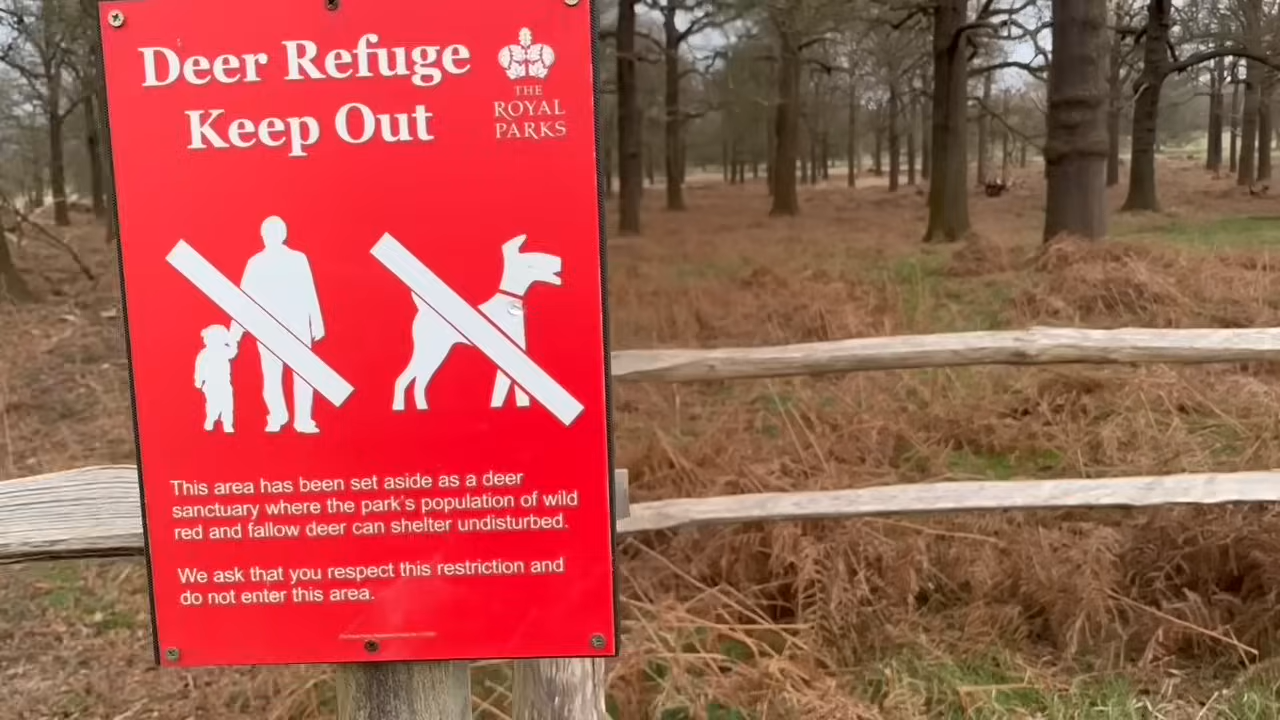 Deer Refuge
Keep Out
THE
ROYAL
PARKS
This area has been set aside as a deer
sanctuary where the park's population of wild
red and fallow deer can shelter undisturbed.
We ask that you respect this restriction and
do not enter this area.